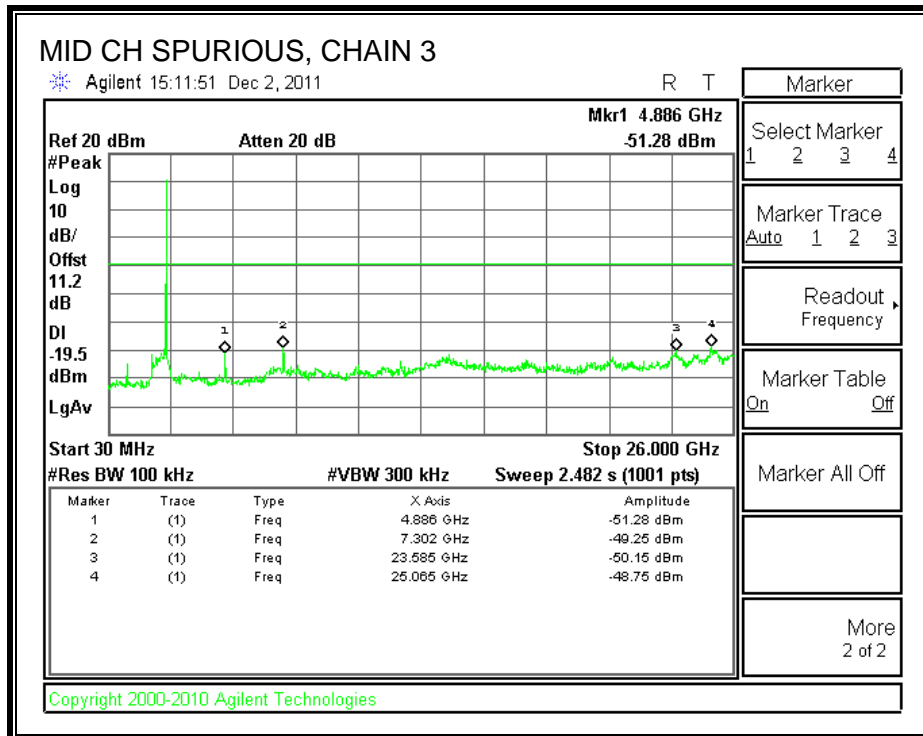 MID CH SPURIOUS, CHAIN 3
Agilent 15:11:51 Dec 2, 2011 R T
Mkr1 4.886 GHz
Ref 20 dBm Atten 20 dB -51.28 dBm
#Peak
Log
10
dB/
Offst
11.2
dB
DI
-19.5
dBm
LgAv
1 2 3 4
Start 30 MHz Stop 26.000 GHz
#Res BW 100 kHz #VBW 300 kHz Sweep 2.482 s (1001 pts)
Marker Trace Type X Axis Amplitude
1 (1) Freq 4.886 GHz -51.28 dBm
2 (1) Freq 7.302 GHz -49.25 dBm
3 (1) Freq 23.585 GHz -50.15 dBm
4 (1) Freq 25.065 GHz -48.75 dBm
Marker
Select Marker
1 2 3 4
Marker Trace
Auto 1 2 3
Readout
Frequency
Marker Table
On Off
Marker All Off
More
2 of 2
Copyright 2000-2010 Agilent Technologies